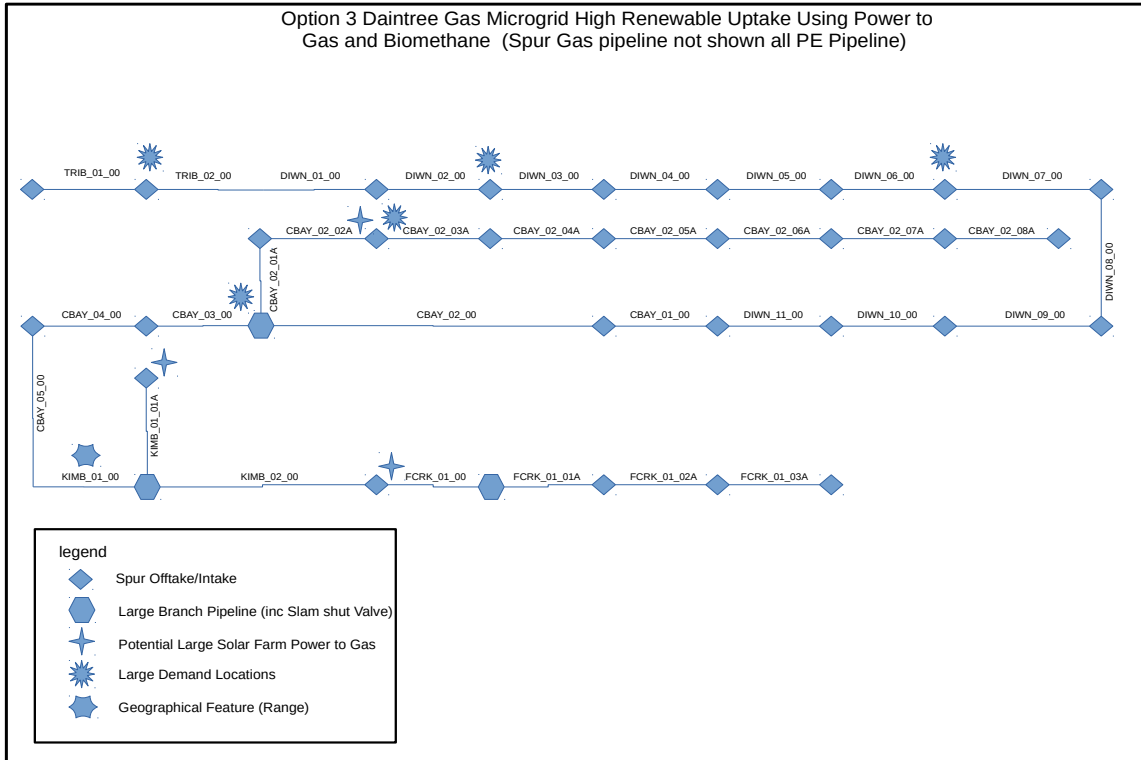 Option 3 Daintree Gas Microgrid High Renewable Uptake Using Power to
Gas and Biomethane  (Spur Gas pipeline not shown all PE Pipeline)
TRIB_01_00
TRIB_02_00
DIWN_01_00
DIWN_02_00
DIWN_03_00
DIWN_04_00
DIWN_05_00
DIWN_06_00
DIWN_07_00
CBAY_02_02A
CBAY_02_03A
CBAY_02_04A
CBAY_02_05A
CBAY_02_06A
CBAY_02_07A
CBAY_02_08A
CBAY_02_01A
DIWN_08_00
CBAY_04_00
CBAY_03_00
CBAY_02_00
CBAY_01_00
DIWN_11_00
DIWN_10_00
DIWN_09_00
CBAY_05_00
KIMB_01_01A
KIMB_01_00
KIMB_02_00
FCRK_01_00
FCRK_01_01A
FCRK_01_02A
FCRK_01_03A
legend
Spur Offtake/Intake
Large Branch Pipeline (inc Slam shut Valve)
Potential Large Solar Farm Power to Gas
Large Demand Locations
Geographical Feature (Range)